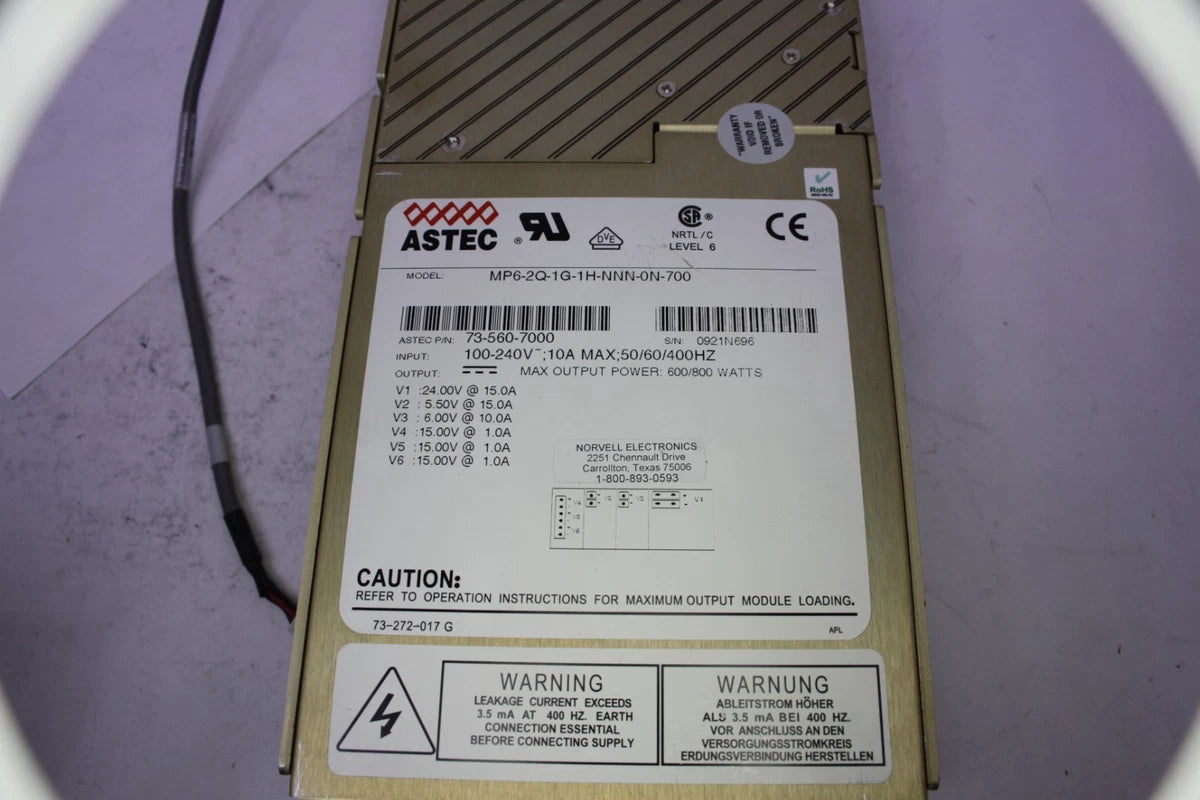 "WARRANTY
VOID IF
REMOVED OR
BROKEN"
RoHS
ASTEC
DVE
SA
NRTL/C
LEVEL 6
CE
MODEL: MP6-2Q-1G-1H-NNN-0N-700
ASTEC P/N: 73-560-7000
S/N: 0921N696
INPUT: 100-240V~;10A MAX;50/60/400HZ
OUTPUT: MAX OUTPUT POWER: 600/800 WATTS
V1 :24.00V @ 15.0A
V2 : 5.50V @ 15.0A
V3 : 6.00V @ 10.0A
V4 :15.00V @ 1.0A
V5 :15.00V @ 1.0A
V6 :15.00V @ 1.0A
NORVELL ELECTRONICS
2251 Chennault Drive
Carrollton, Texas 75006
1-800-893-0593
V1
CAUTION:
REFER TO OPERATION INSTRUCTIONS FOR MAXIMUM OUTPUT MODULE LOADING.
73-272-017 G
APL
WARNING
LEAKAGE CURRENT EXCEEDS
3.5 mA AT 400 HZ. EARTH
CONNECTION ESSENTIAL
BEFORE CONNECTING SUPPLY
WARNUNG
ABLEITSTROM HÖHER
ALS 3.5 mA BEI 400 HZ.
VOR ANSCHLUSS AN DEN
VERSORGUNGSSTROMKREIS
ERDUNGSVERBINDUNG HERSTELLEN